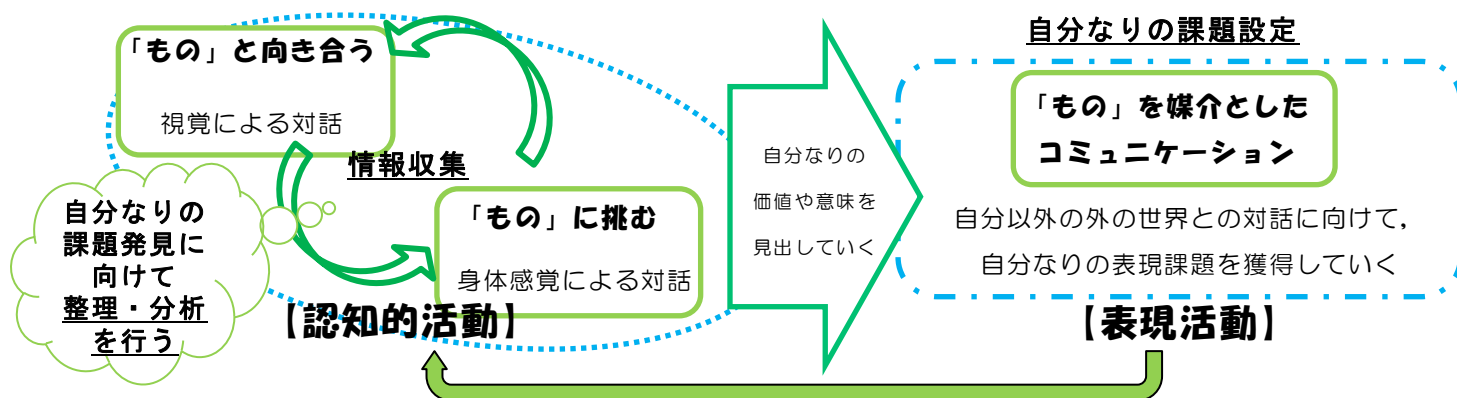 「もの」と向き合う
視覚による対話
情報収集
「もの」に挑む
身体感覚による対話
自分なりの
課題発見に
向けて
整理・分析
を行う
【認知的活動】
自分なりの
価値や意味を
見出していく
自分なりの課題設定
「もの」を媒介とした
コミュニケーション
自分以外の外の世界との対話に向けて，
自分なりの表現課題を獲得していく
【表現活動】